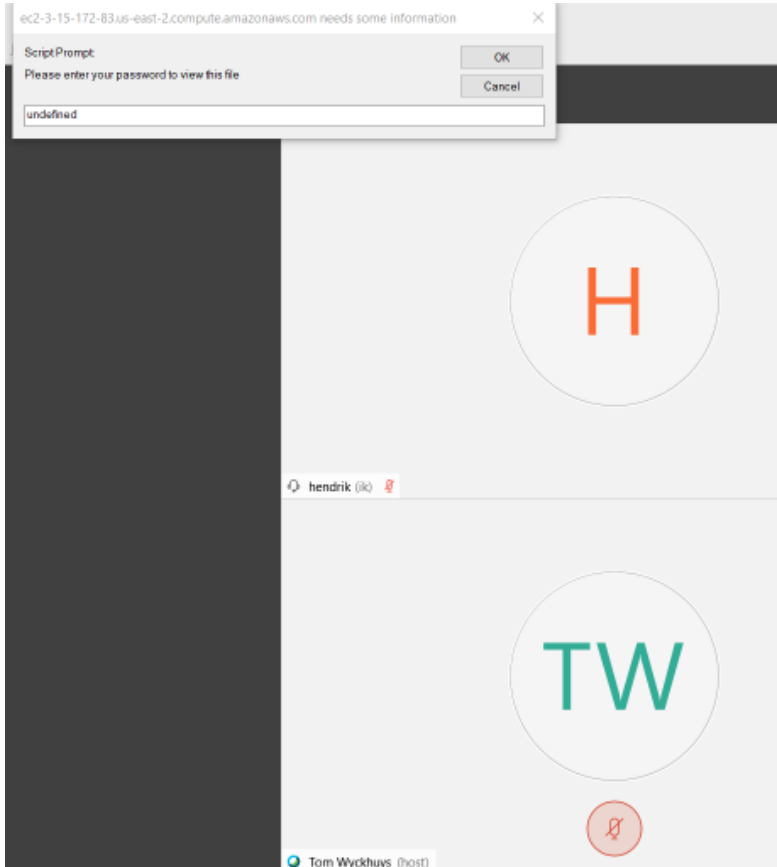 ec2-3-15-172-83.us-east-2.compute.amazonaws.com needs some information
Script Prompt:
OK
Please enter your password to view this file
Cancel
undefined
H
hendrik (ik)
TW
Tom Wyckhuys (host)